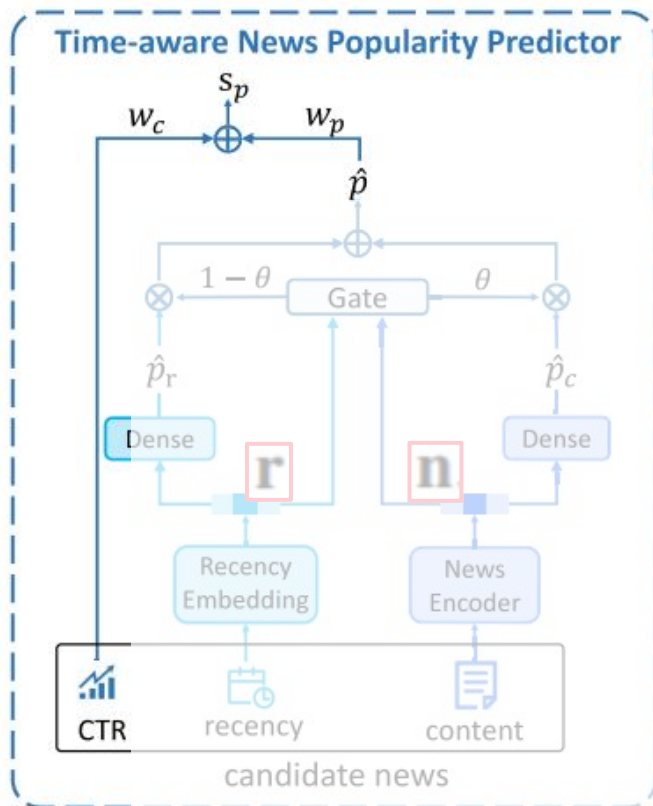 Time-aware News Popularity Predictor
s_p
w_c w_p
p̂
1 − θ Gate θ
p̂_r p̂_c
Dense r n Dense
Recency Embedding News Encoder
CTR recency content
candidate news